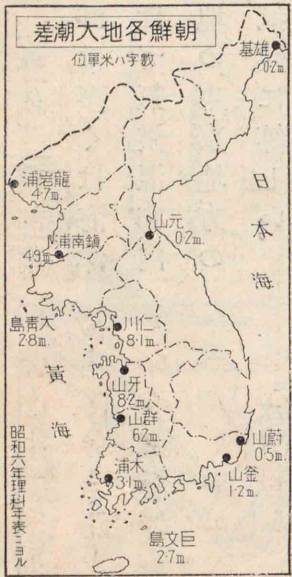 朝鮮各地大潮差
數字ハ米單位
雄基
0.2m.
龍岩浦
4.7m.
日本海
元山
0.2m.
鎭南浦
4.9m.
大靑島
2.8m.
仁川
8.1m.
牙山
8.2m.
黃海
群山
6.2m.
蔚山
0.5m.
釜山
1.2m.
木浦
3.1m.
巨文島
2.7m.
昭和六年理科年表ニヨル